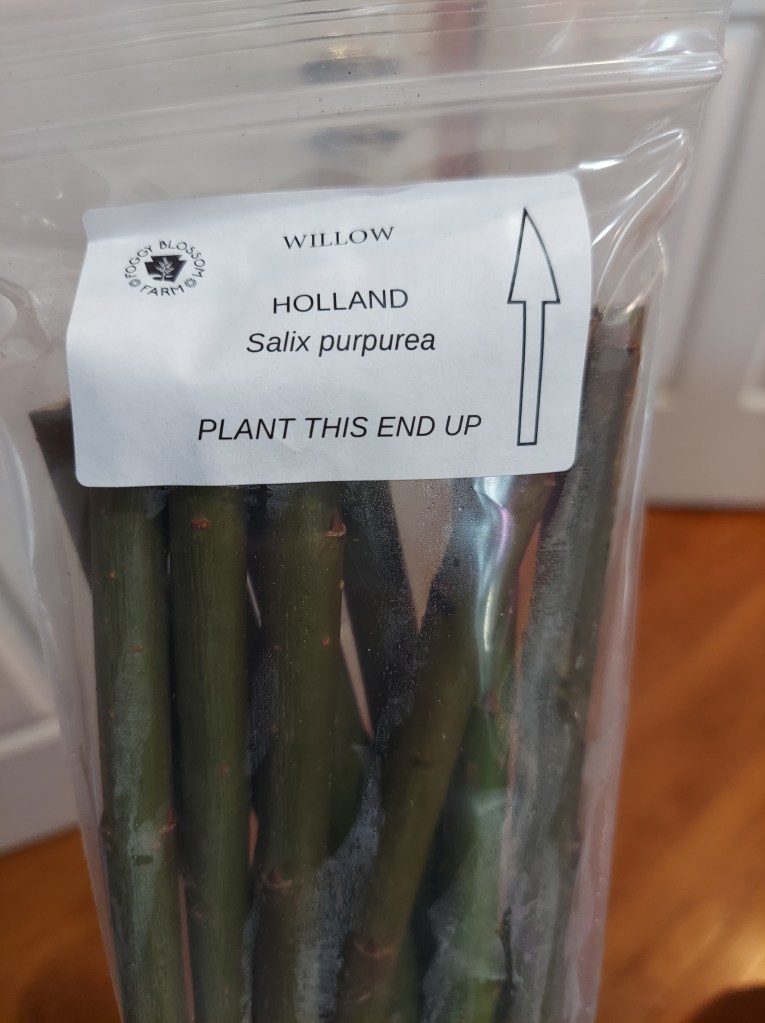 WILLOW
FOGGY BLOSSOM
FARM
HOLLAND
Salix purpurea
PLANT THIS END UP